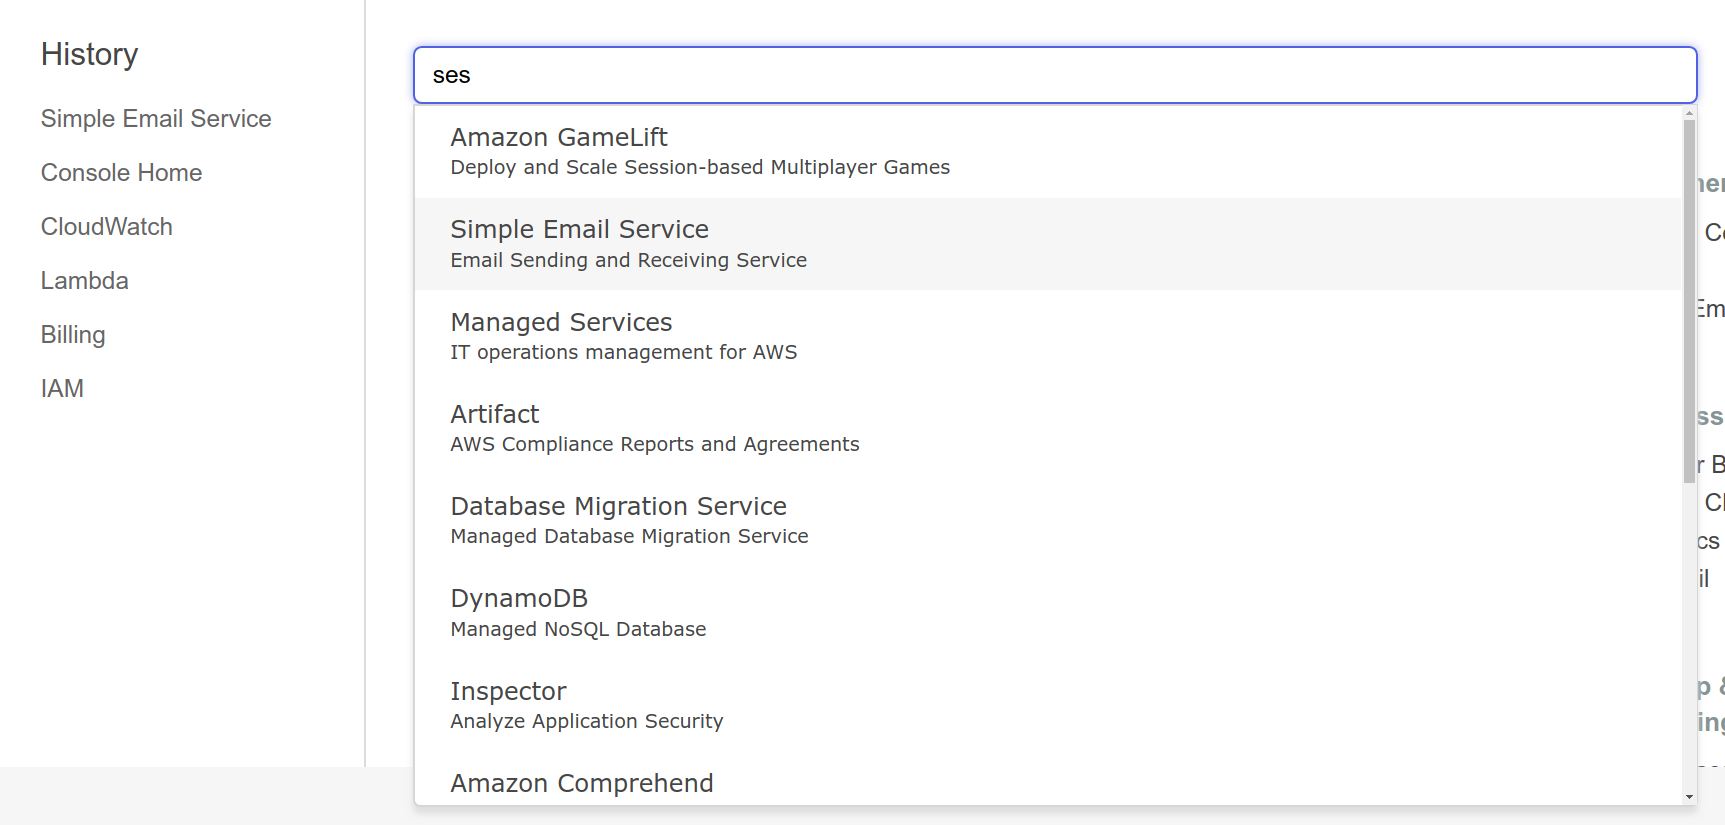 History
Simple Email Service
Console Home
CloudWatch
Lambda
Billing
IAM
ses
Amazon GameLift
Deploy and Scale Session-based Multiplayer Games
Simple Email Service
Email Sending and Receiving Service
Managed Services
IT operations management for AWS
Artifact
AWS Compliance Reports and Agreements
Database Migration Service
Managed Database Migration Service
DynamoDB
Managed NoSQL Database
Inspector
Analyze Application Security
Amazon Comprehend